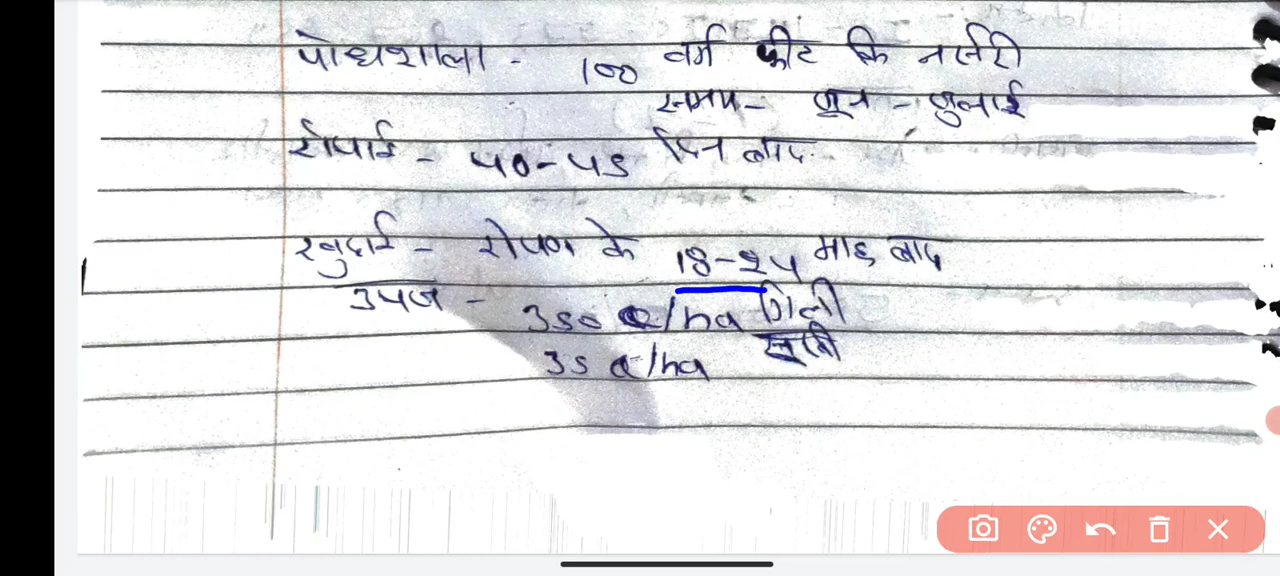 पोधशाला - 100 वर्ग फीट कि नर्सरी
समय - जून - जुलाई
रोपाई - 40-45 दिन बाद
खुदाई - रोपण के 18-24 माह बाद
उपज - 350 Q/ha गिली
35 Q/ha सूखी